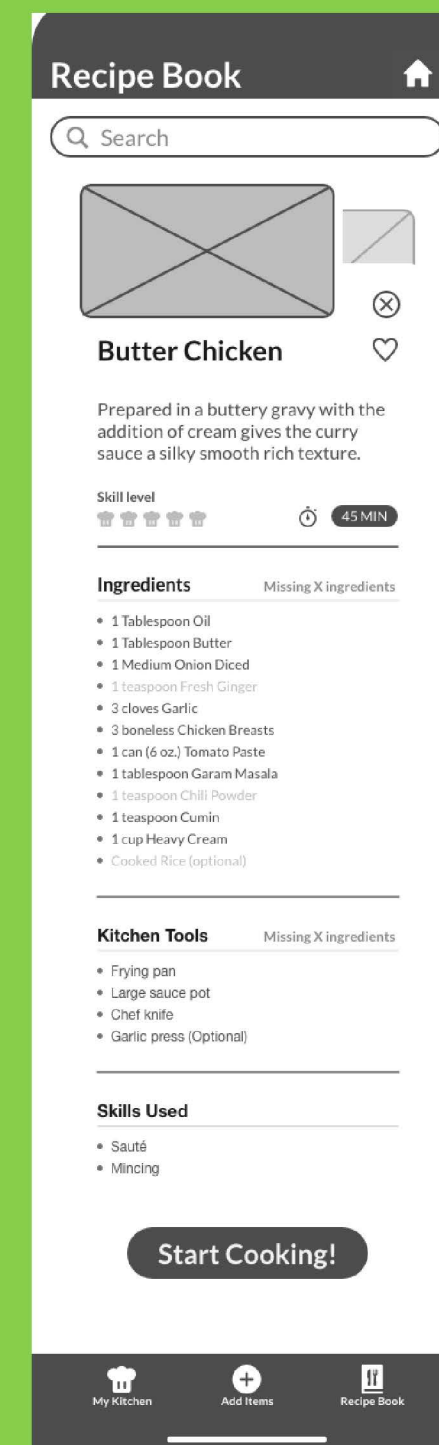 Recipe Book
Search
Butter Chicken
Prepared in a buttery gravy with the
addition of cream gives the curry
sauce a silky smooth rich texture.
Skill level
45 MIN
Ingredients
Missing X ingredients
1 Tablespoon Oil
1 Tablespoon Butter
1 Medium Onion Diced
1 teaspoon Fresh Ginger
3 cloves Garlic
3 boneless Chicken Breasts
1 can (6 oz.) Tomato Paste
1 tablespoon Garam Masala
1 teaspoon Chili Powder
1 teaspoon Cumin
1 cup Heavy Cream
Cooked Rice (optional)
Kitchen Tools
Missing X ingredients
Frying pan
Large sauce pot
Chef knife
Garlic press (Optional)
Skills Used
Sauté
Mincing
Start Cooking!
My Kitchen
Add Items
Recipe Book